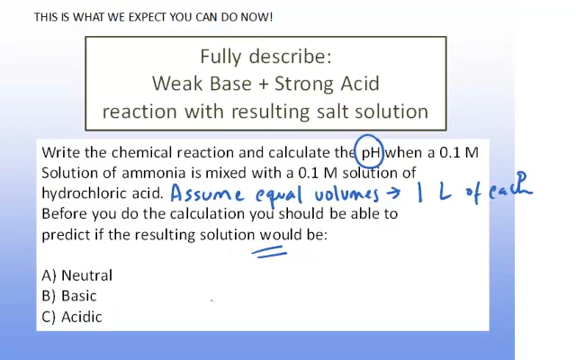 THIS IS WHAT WE EXPECT YOU CAN DO NOW!
Fully describe:
Weak Base + Strong Acid
reaction with resulting salt solution
Write the chemical reaction and calculate the pH when a 0.1 M
Solution of ammonia is mixed with a 0.1 M solution of
hydrochloric acid. Assume equal volumes → 1 L of each
Before you do the calculation you should be able to
predict if the resulting solution would be:
A) Neutral
B) Basic
C) Acidic